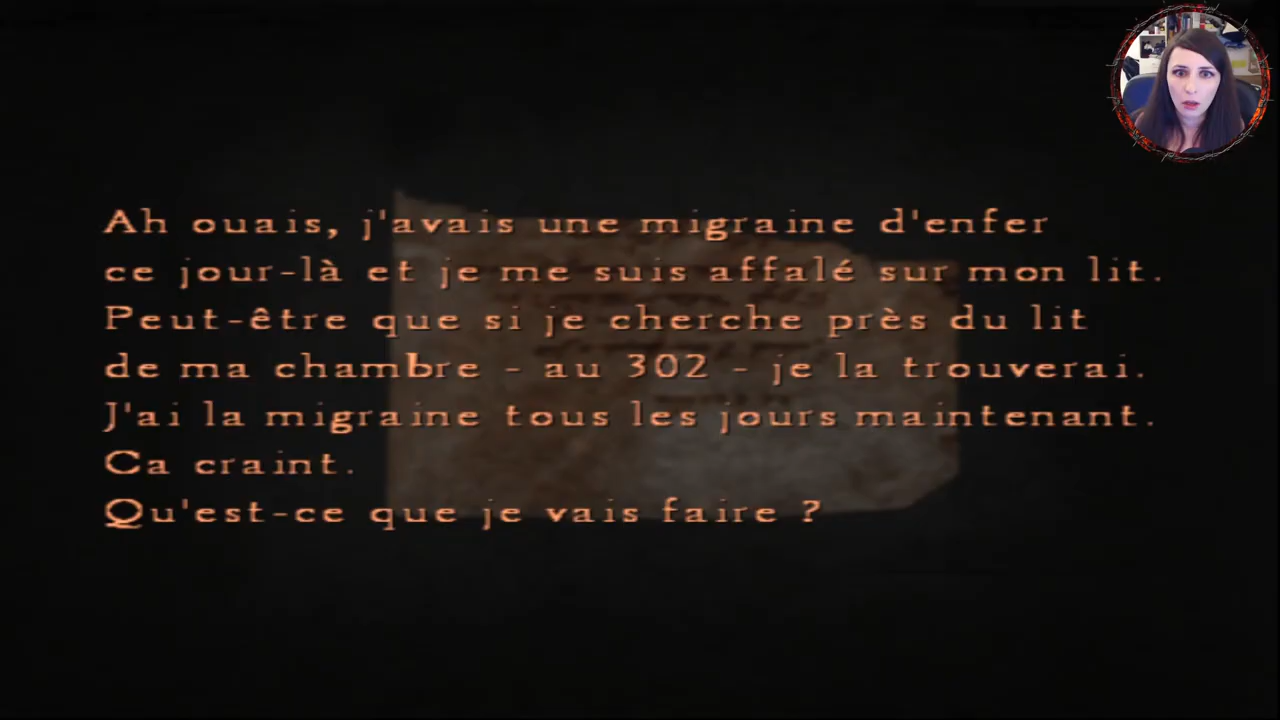 Ah ouais, j'avais une migraine d'enfer
ce jour-là et je me suis affalé sur mon lit.
Peut-être que si je cherche près du lit
de ma chambre - au 302 - je la trouverai.
J'ai la migraine tous les jours maintenant.
Ca craint.
Qu'est-ce que je vais faire ?